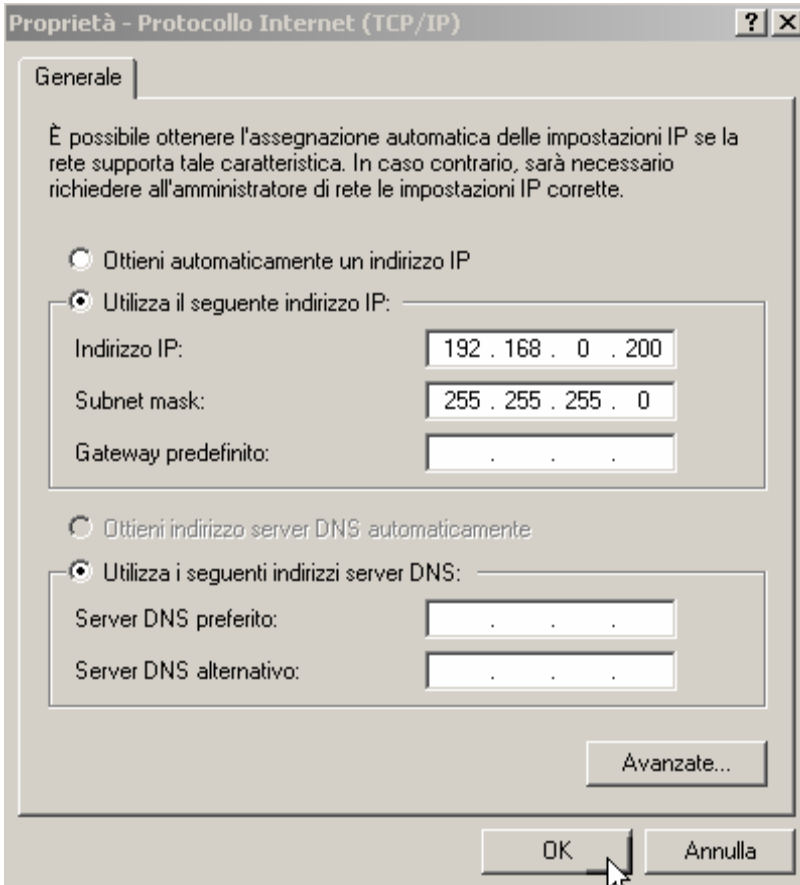 Proprietà - Protocollo Internet (TCP/IP)
? X
Generale
È possibile ottenere l'assegnazione automatica delle impostazioni IP se la
rete supporta tale caratteristica. In caso contrario, sarà necessario
richiedere all'amministratore di rete le impostazioni IP corrette.
Ottieni automaticamente un indirizzo IP
Utilizza il seguente indirizzo IP:
Indirizzo IP: 192 . 168 . 0 . 200
Subnet mask: 255 . 255 . 255 . 0
Gateway predefinito: . . .
Ottieni indirizzo server DNS automaticamente
Utilizza i seguenti indirizzi server DNS:
Server DNS preferito: . . .
Server DNS alternativo: . . .
Avanzate...
OK Annulla